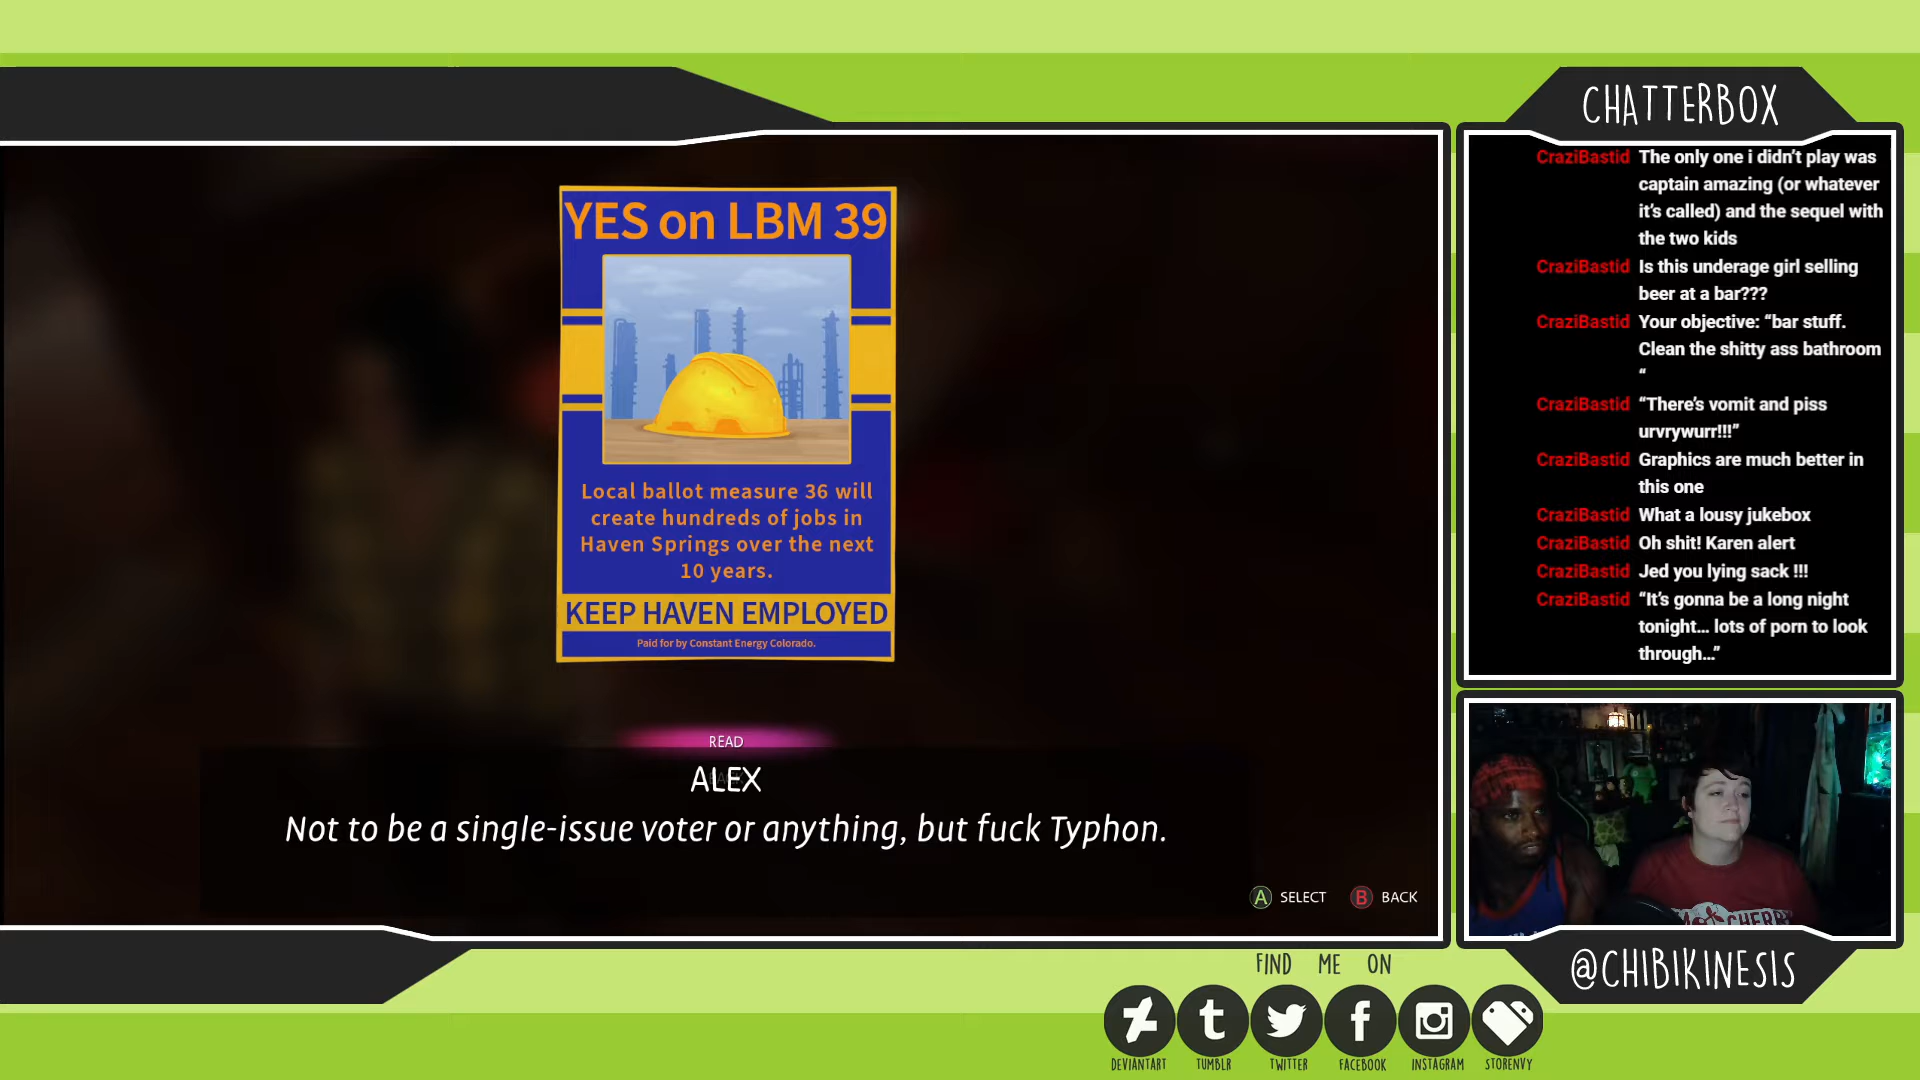 CHATTERBOX
CraziBastid The only one i didn't play was
captain amazing (or whatever
it's called) and the sequel with
the two kids
CraziBastid Is this underage girl selling
beer at a bar???
CraziBastid Your objective: “bar stuff.
Clean the shitty ass bathroom
“
CraziBastid “There's vomit and piss
urvrywurr!!!”
CraziBastid Graphics are much better in
this one
CraziBastid What a lousy jukebox
CraziBastid Oh shit! Karen alert
CraziBastid Jed you lying sack !!!
CraziBastid “It's gonna be a long night
tonight... lots of porn to look
through...”
YES on LBM 39
Local ballot measure 36 will
create hundreds of jobs in
Haven Springs over the next
10 years.
KEEP HAVEN EMPLOYED
Paid for by Constant Energy Colorado.
READ
ALEX
Not to be a single-issue voter or anything, but fuck Typhon.
A SELECT B BACK
@CHIBIKINESIS
FIND ME ON
DEVIANTART TUMBLR TWITTER FACEBOOK INSTAGRAM STORENVY